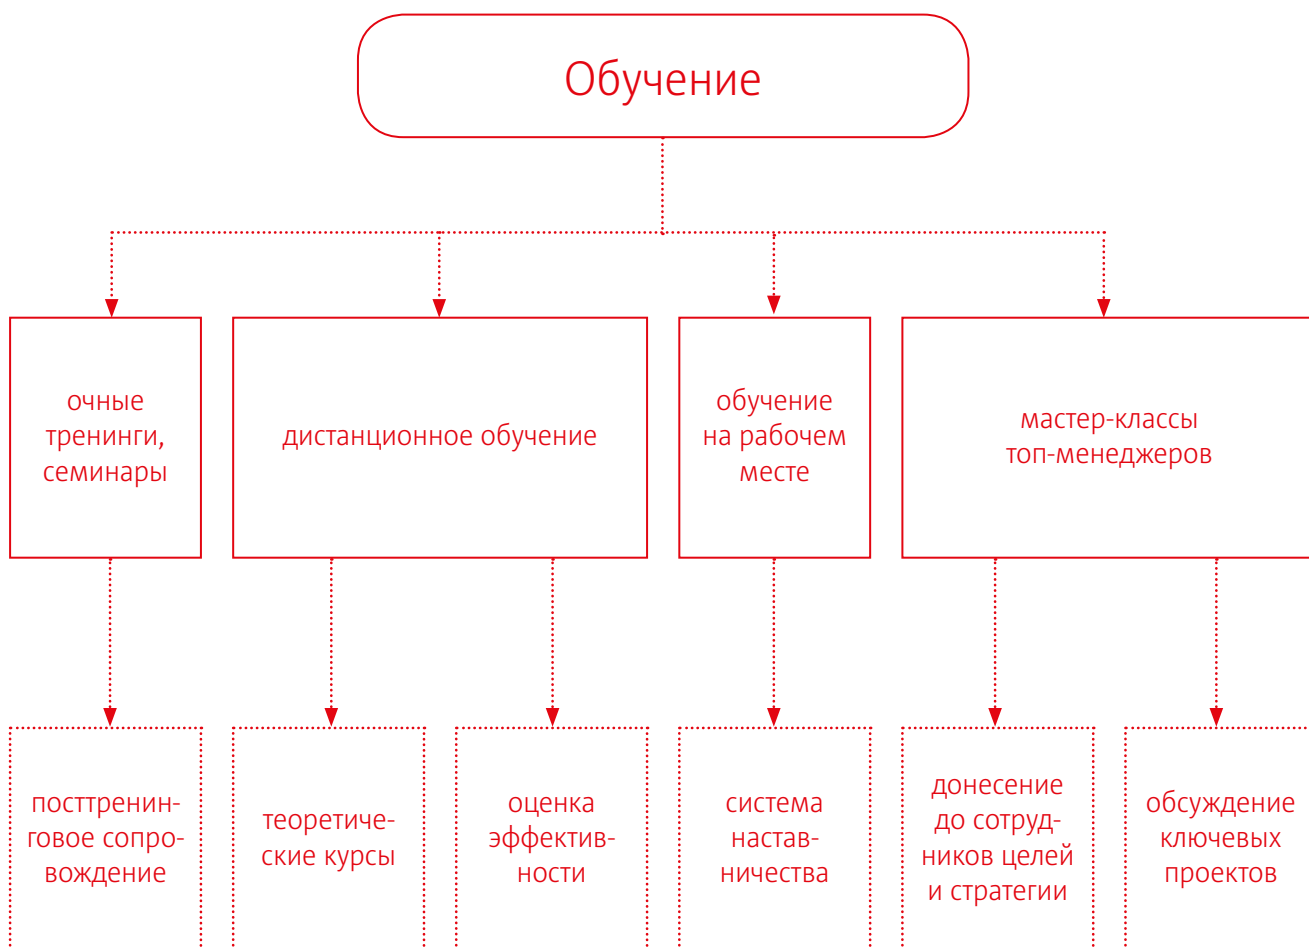 Обучение
очные
тренинги,
семинары
дистанционное обучение
обучение
на рабочем
месте
мастер-классы
топ-менеджеров
посттренин-
говое сопро-
вождение
теоретиче-
ские курсы
оценка
эффектив-
ности
система
настав-
ничества
донесение
до сотруд-
ников целей
и стратегии
обсуждение
ключевых
проектов